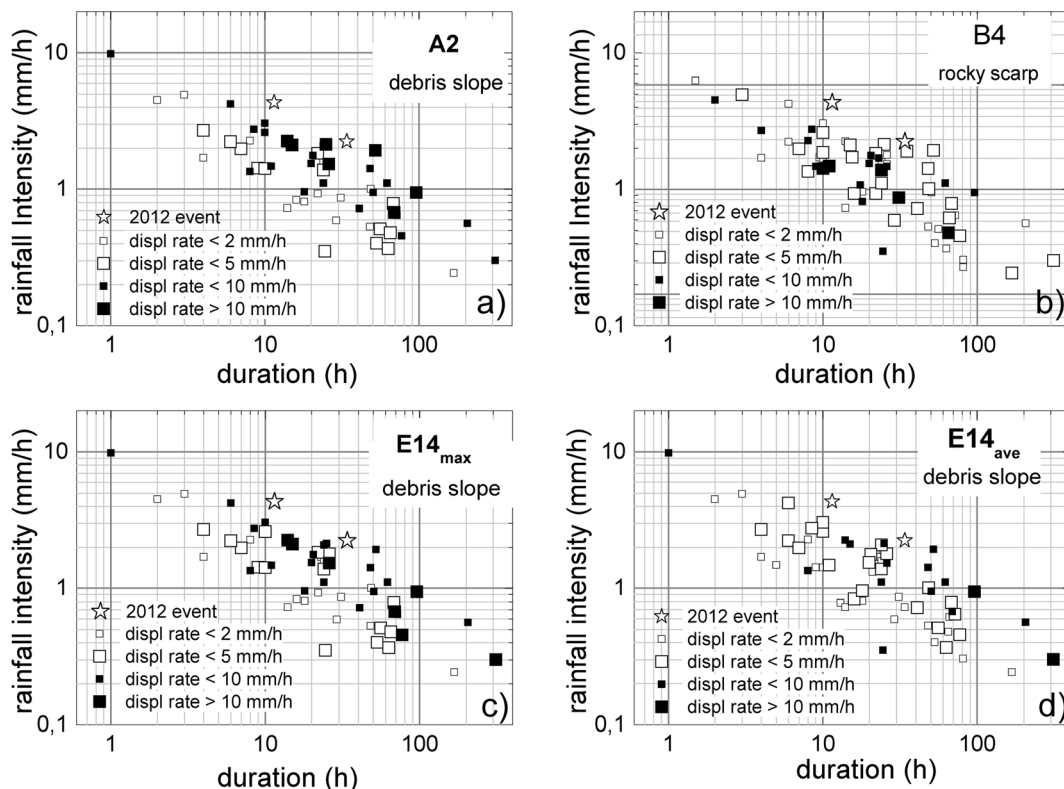 A2
debris slope
rainfall Intensity (mm/h)
10
1
0,1
2012 event
displ rate < 2 mm/h
displ rate < 5 mm/h
displ rate < 10 mm/h
displ rate > 10 mm/h
a)
1 10 100
duration (h)
B4
rocky scarp
rainfall Intensity (mm/h)
10
1
0,1
2012 event
displ rate < 2 mm/h
displ rate < 5 mm/h
displ rate < 10 mm/h
displ rate > 10 mm/h
b)
1 10 100
duration (h)
E14max
debris slope
rainfall intensity (mm/h)
10
1
0,1
2012 event
displ rate < 2 mm/h
displ rate < 5 mm/h
displ rate < 10 mm/h
displ rate > 10 mm/h
c)
1 10 100
duration (h)
E14ave
debris slope
rainfall intensity (mm/h)
10
1
0,1
2012 event
displ rate < 2 mm/h
displ rate < 5 mm/h
displ rate < 10 mm/h
displ rate > 10 mm/h
d)
1 10 100
duration (h)